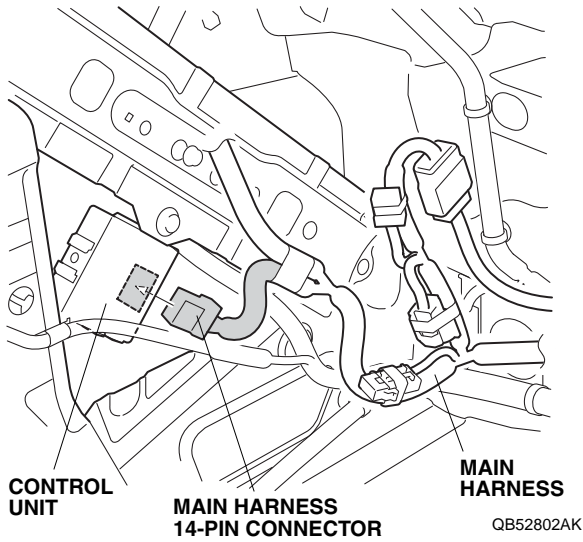 CONTROL
UNIT
MAIN HARNESS
14-PIN CONNECTOR
MAIN
HARNESS
QB52802AK